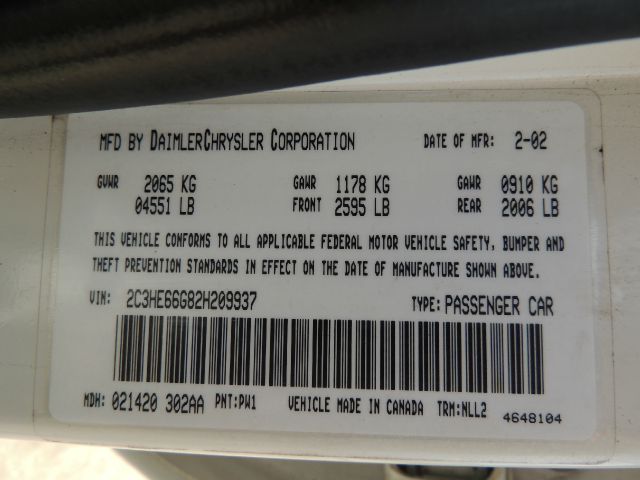 MFD BY DAIMLERCHRYSLER CORPORATION DATE OF MFR: 2-02
GVWR 2065 KG GAWR 1178 KG GAWR 0910 KG
04551 LB FRONT 2595 LB REAR 2006 LB
THIS VEHICLE CONFORMS TO ALL APPLICABLE FEDERAL MOTOR VEHICLE SAFETY, BUMPER AND
THEFT PREVENTION STANDARDS IN EFFECT ON THE DATE OF MANUFACTURE SHOWN ABOVE.
VIN: 2C3HE66G82H209937 TYPE: PASSENGER CAR
MDH: 021420 302AA PNT:PW1 VEHICLE MADE IN CANADA TRM:NLL2 4648104